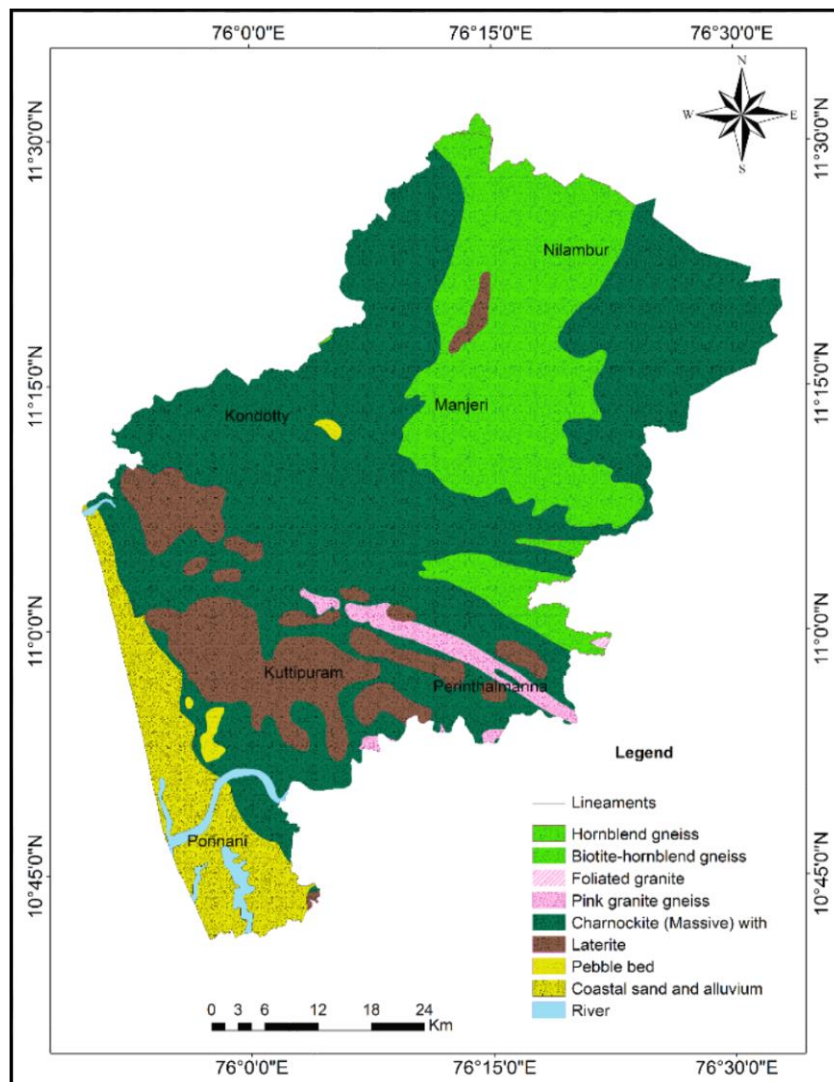 76°0'0"E 76°15'0"E 76°30'0"E
N
W E
S
11°30'0"N 11°30'0"N
Nilambur
11°15'0"N 11°15'0"N
Manjeri
Kondotty
11°0'0"N 11°0'0"N
Kuttipuram
Perinthalmanna
Legend
Lineaments
Hornblend gneiss
Biotite-hornblend gneiss
Foliated granite
Pink granite gneiss
Charnockite (Massive) with
Laterite
Pebble bed
Coastal sand and alluvium
River
Ponnani
10°45'0"N 10°45'0"N
0 3 6 12 18 24
Km
76°0'0"E 76°15'0"E 76°30'0"E